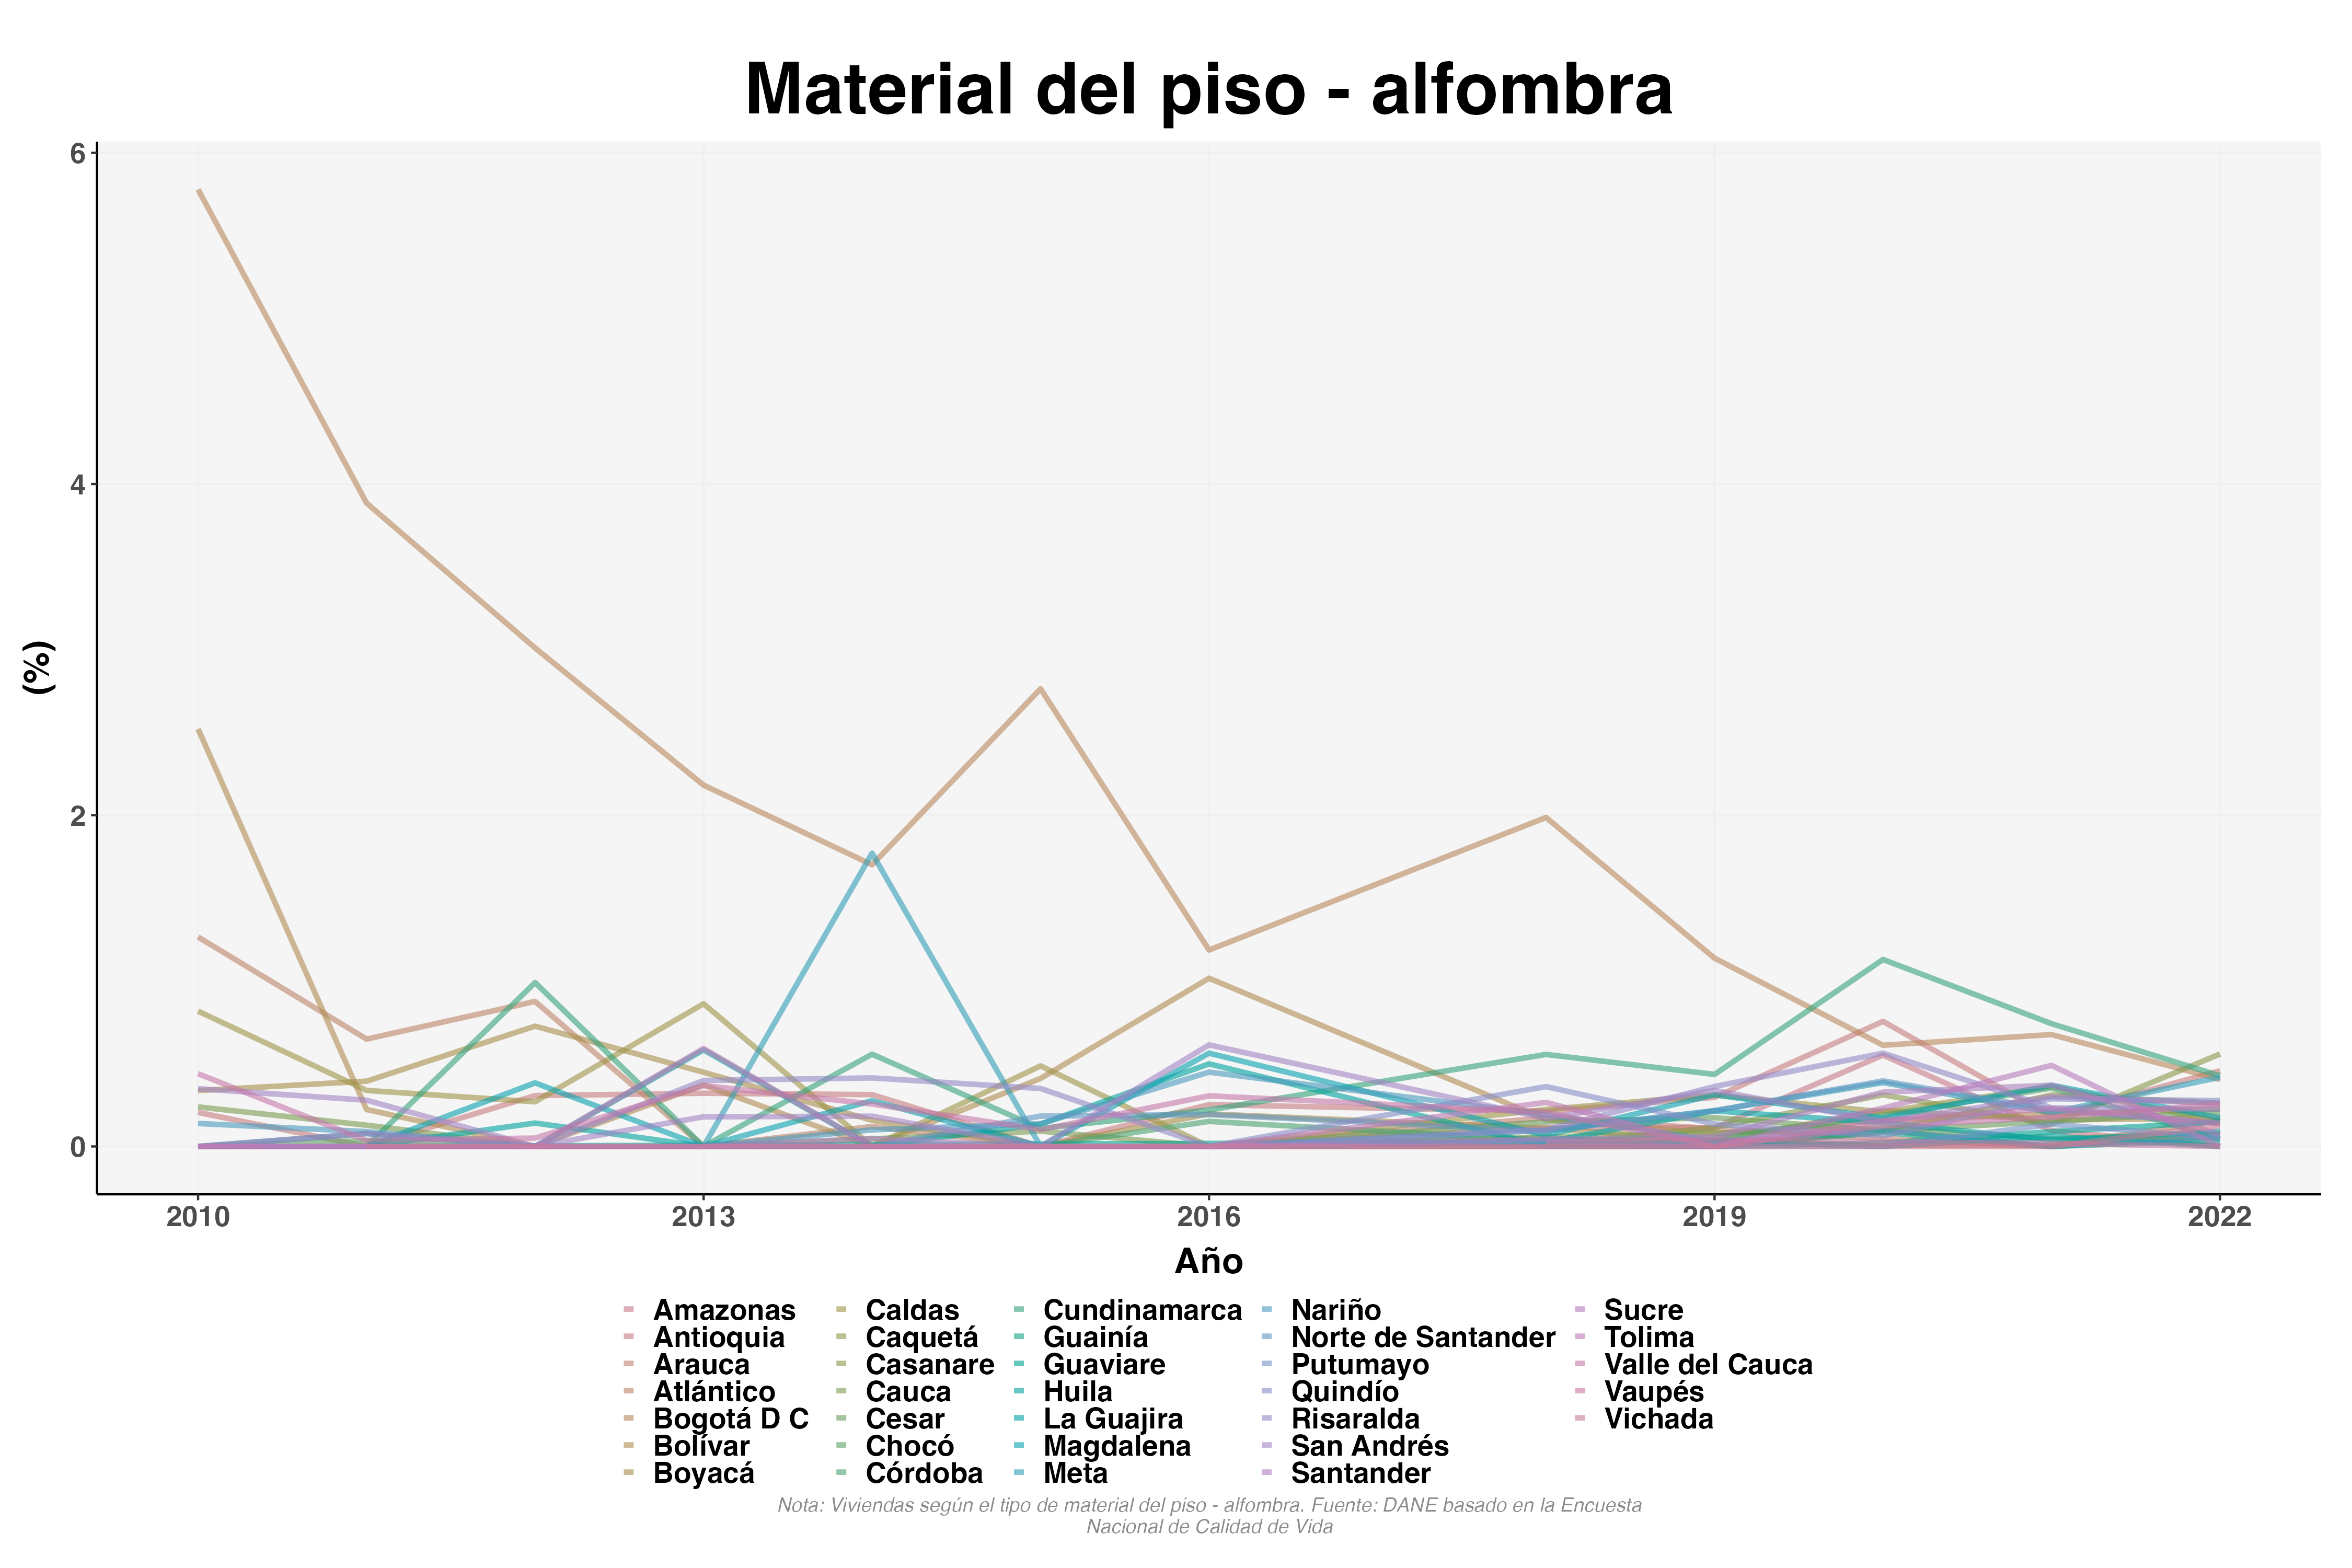 Material del piso - alfombra
(%)
6
4
2
0
2010 2013 2016 2019 2022
Año
Amazonas Caldas Cundinamarca Nariño Sucre
Antioquia Caquetá Guainía Norte de Santander Tolima
Arauca Casanare Guaviare Putumayo Valle del Cauca
Atlántico Cauca Huila Quindío Vaupés
Bogotá D C Cesar La Guajira Risaralda Vichada
Bolívar Chocó Magdalena San Andrés
Boyacá Córdoba Meta Santander
Nota: Viviendas según el tipo de material del piso - alfombra. Fuente: DANE basado en la Encuesta
Nacional de Calidad de Vida